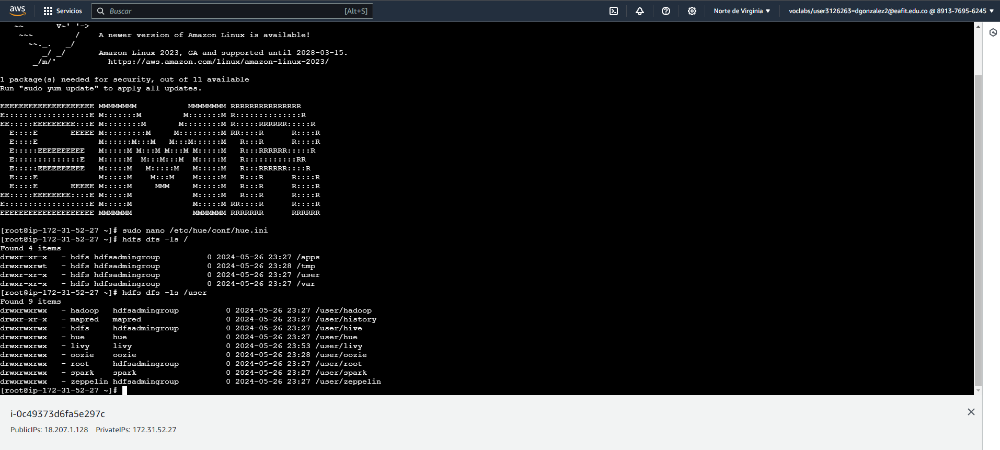 aws
Servicios
Buscar
[Alt+S]
Norte de Virginia
voclabs/user3126263=dgonzalez2@eafit.edu.co @ 8913-7695-6245
~~       V~' '->
~~~         /    A newer version of Amazon Linux is available!
~~._.   _/
_/ _/       Amazon Linux 2023, GA and supported until 2028-03-15.
_/m/'           https://aws.amazon.com/linux/amazon-linux-2023/
1 package(s) needed for security, out of 11 available
Run "sudo yum update" to apply all updates.
EEEEEEEEEEEEEEEEEEEE MMMMMMMM           MMMMMMMM RRRRRRRRRRRRRRR
E::::::::::::::::::E M:::::::M         M:::::::M R::::::::::::::R
EE:::::EEEEEEEEE:::E M::::::::M       M::::::::M R:::::RRRRRR:::::R
E::::E       EEEEE M:::::::::M     M:::::::::M RR::::R      R::::R
E::::E             M::::::M:::M   M:::M::::::M   R:::R      R::::R
E:::::EEEEEEEEEE   M:::::M M:::M M:::M M:::::M   R:::RRRRRR:::::R
E::::::::::::::E   M:::::M  M:::M:::M  M:::::M   R:::::::::::RR
E:::::EEEEEEEEEE   M:::::M   M:::::M   M:::::M   R:::RRRRRR::::R
E::::E             M:::::M    M:::M    M:::::M   R:::R      R::::R
E::::E       EEEEE M:::::M     MMM     M:::::M   R:::R      R::::R
EE:::::EEEEEEEE::::E M:::::M             M:::::M   R:::R      R::::R
E::::::::::::::::::E M:::::M             M:::::M RR::::R      R::::R
EEEEEEEEEEEEEEEEEEEE MMMMMMM             MMMMMMM RRRRRRR      RRRRRR
[root@ip-172-31-52-27 ~]# sudo nano /etc/hue/conf/hue.ini
[root@ip-172-31-52-27 ~]# hdfs dfs -ls /
Found 4 items
drwxr-xr-x   - hdfs hdfsadmingroup          0 2024-05-26 23:27 /apps
drwxrwxrwt   - hdfs hdfsadmingroup          0 2024-05-26 23:28 /tmp
drwxr-xr-x   - hdfs hdfsadmingroup          0 2024-05-26 23:27 /user
drwxr-xr-x   - hdfs hdfsadmingroup          0 2024-05-26 23:27 /var
[root@ip-172-31-52-27 ~]# hdfs dfs -ls /user
Found 9 items
drwxrwxrwx   - hadoop   hdfsadmingroup          0 2024-05-26 23:27 /user/hadoop
drwxr-xr-x   - mapred   mapred                  0 2024-05-26 23:27 /user/history
drwxrwxrwx   - hdfs     hdfsadmingroup          0 2024-05-26 23:27 /user/hive
drwxrwxrwx   - hue      hue                     0 2024-05-26 23:27 /user/hue
drwxrwxrwx   - livy     livy                    0 2024-05-26 23:53 /user/livy
drwxrwxrwx   - oozie    oozie                   0 2024-05-26 23:28 /user/oozie
drwxrwxrwx   - root     hdfsadmingroup          0 2024-05-26 23:27 /user/root
drwxrwxrwx   - spark    spark                   0 2024-05-26 23:27 /user/spark
drwxrwxrwx   - zeppelin hdfsadmingroup          0 2024-05-26 23:27 /user/zeppelin
[root@ip-172-31-52-27 ~]#
i-0c49373d6fa5e297c
PublicIPs: 18.207.1.128    PrivateIPs: 172.31.52.27